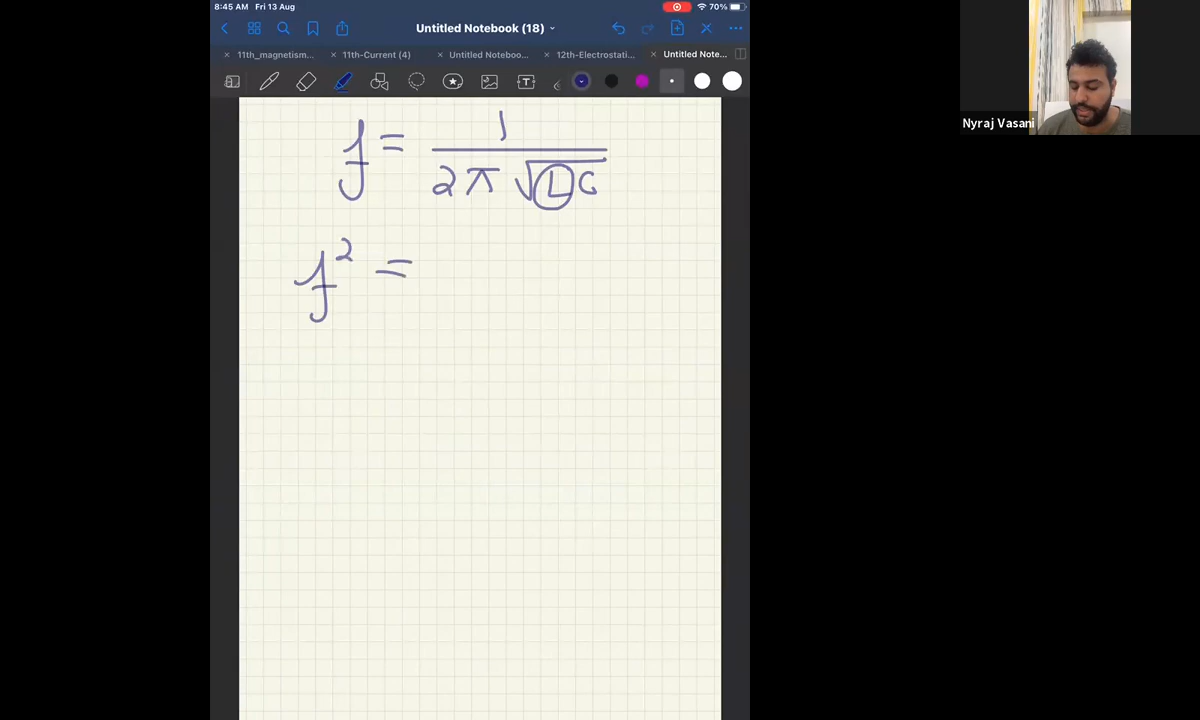 8:45 AM Fri 13 Aug
70%
Untitled Notebook (18)
11th_magnetism...
11th-Current (4)
Untitled Noteboo...
12th-Electrostati...
Untitled Note...
f = 1 / 2π √LC
f² =
Nyraj Vasani